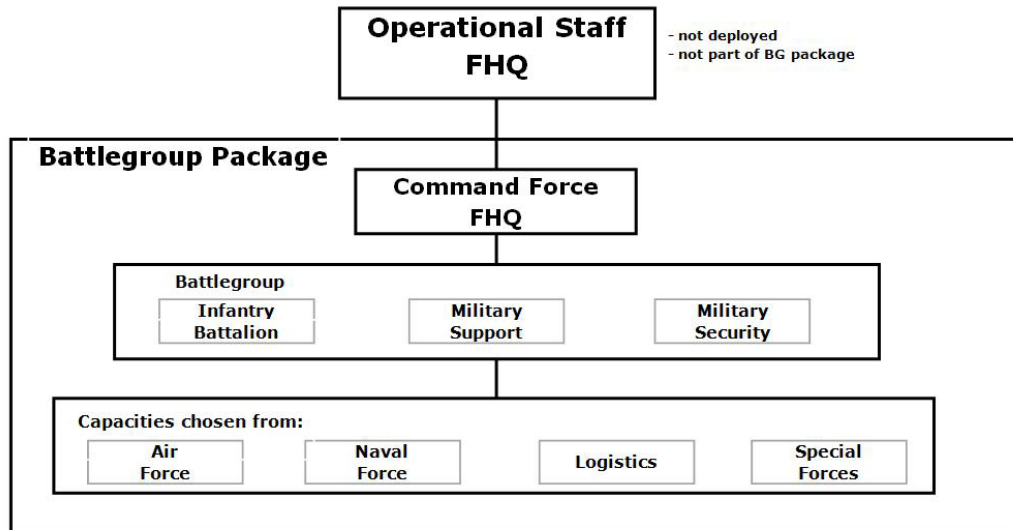 Operational Staff
FHQ
- not deployed
- not part of BG package
Battlegroup Package
Command Force
FHQ
Battlegroup
Infantry
Battalion
Military
Support
Military
Security
Capacities chosen from:
Air
Force
Naval
Force
Logistics
Special
Forces